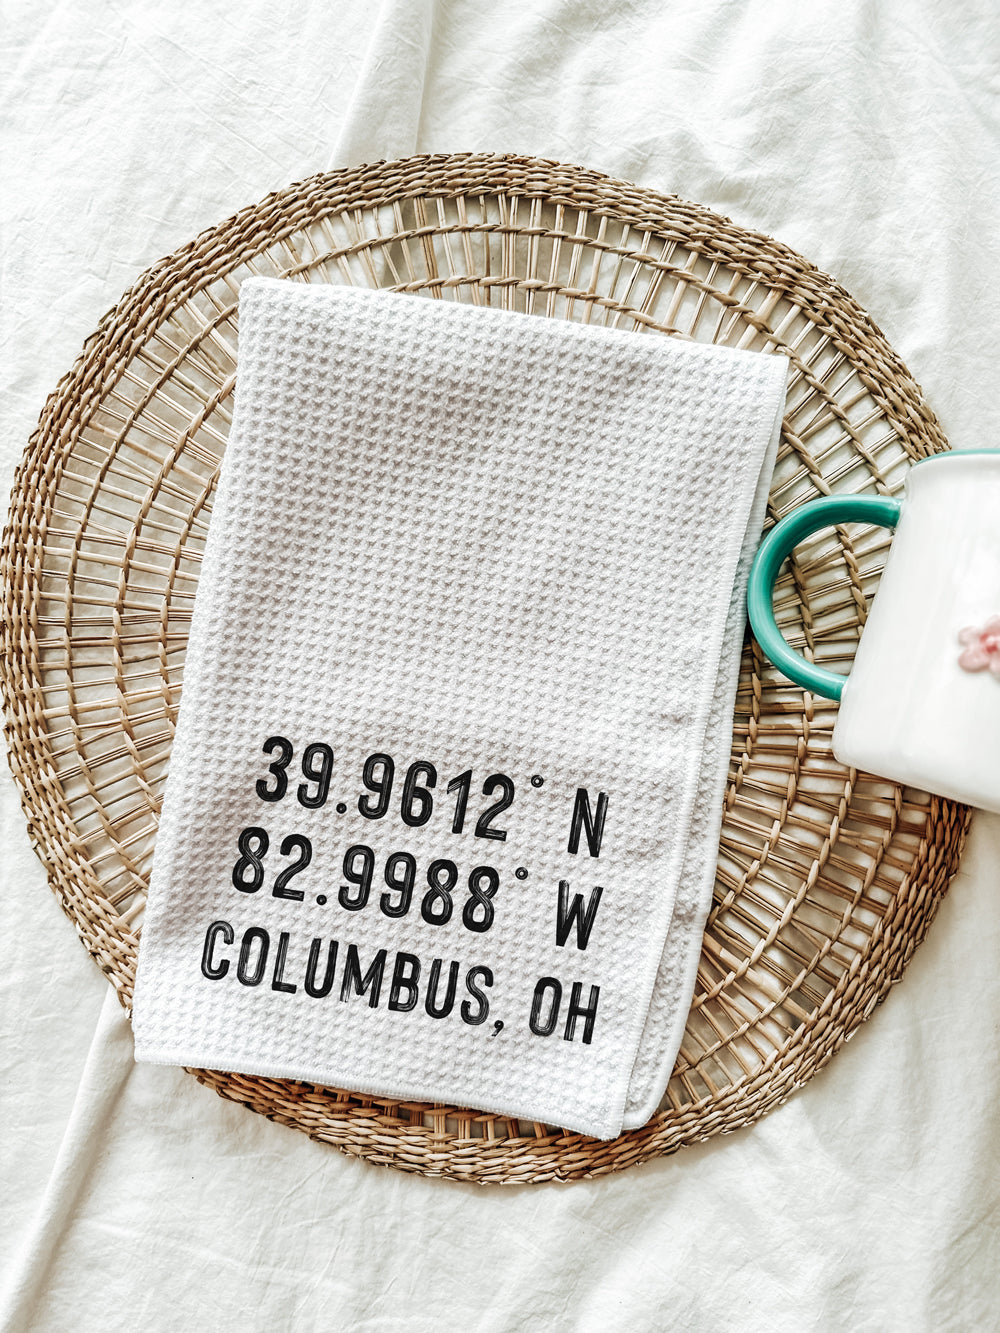 39.9612° N
82.9988° W
COLUMBUS, OH